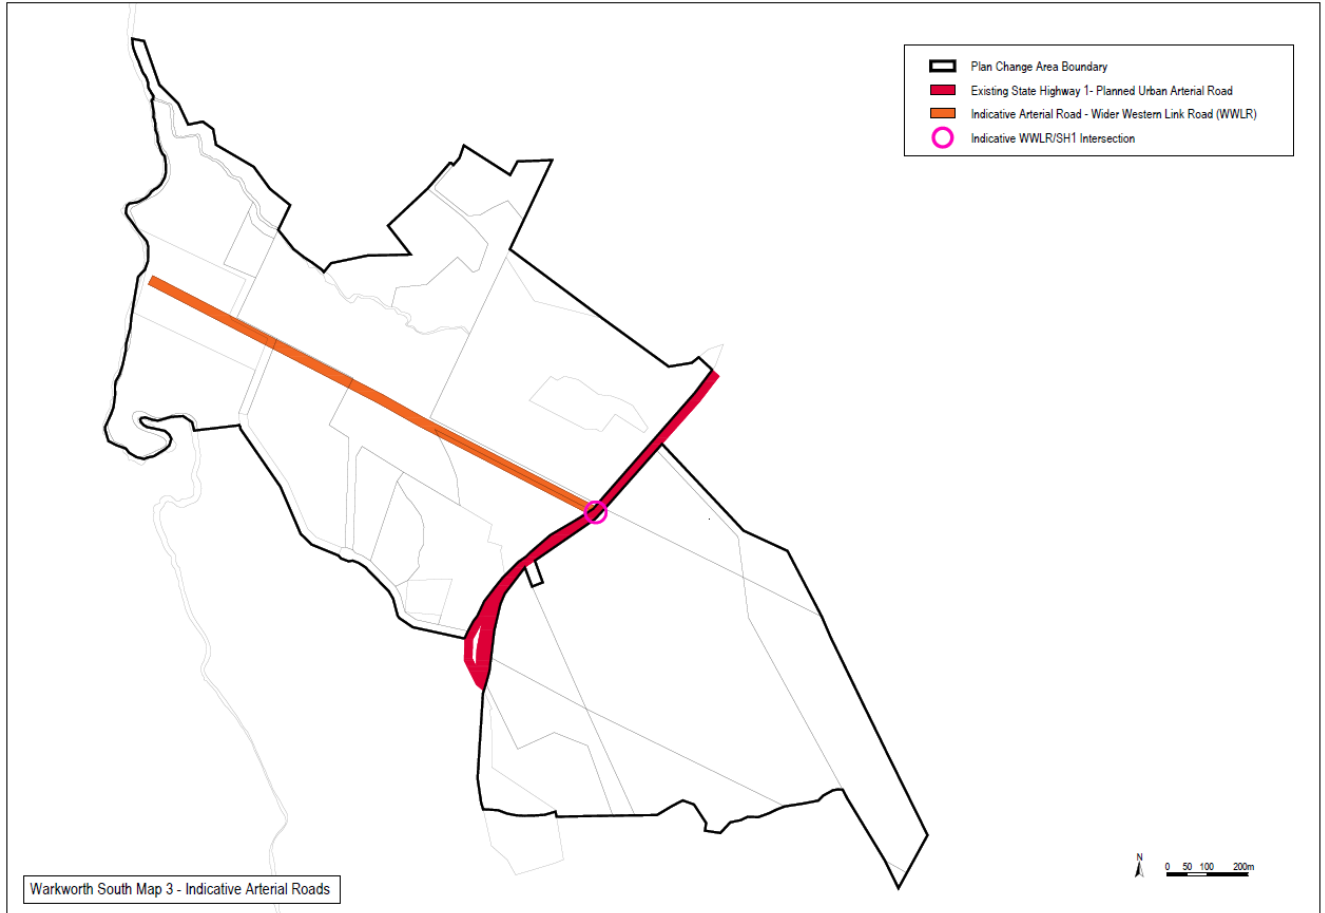 Plan Change Area Boundary
Existing State Highway 1- Planned Urban Arterial Road
Indicative Arterial Road - Wider Western Link Road (WWLR)
Indicative WWLR/SH1 Intersection
N
0 50 100 200m
Warkworth South Map 3 - Indicative Arterial Roads